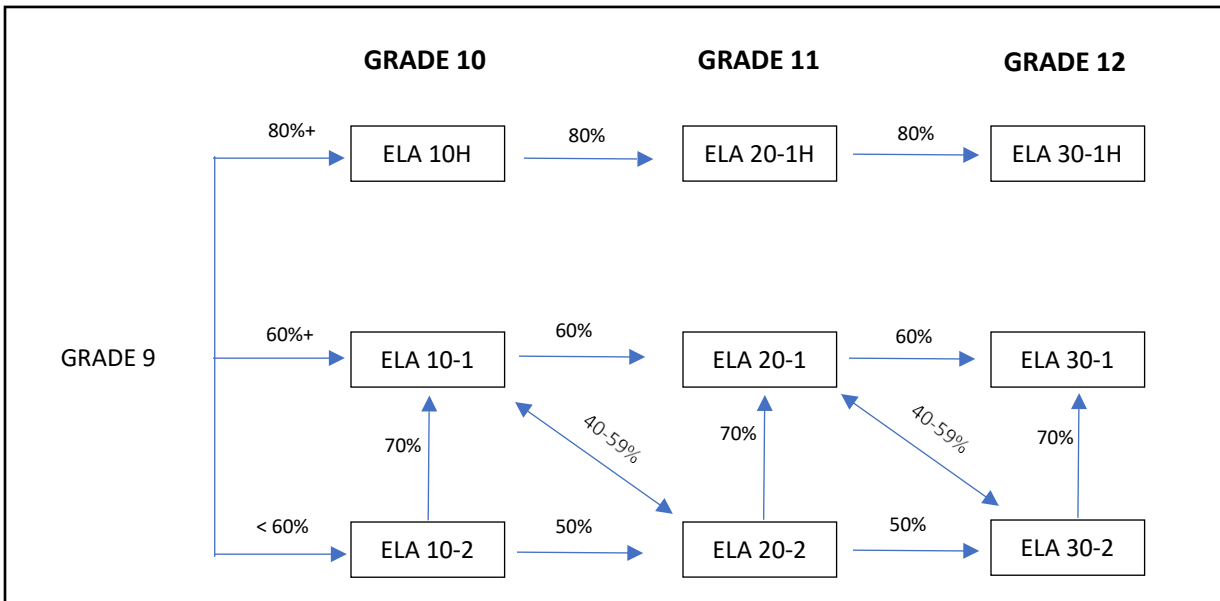 GRADE 10 GRADE 11 GRADE 12
80%+ 80% 80%
ELA 10H ELA 20-1H ELA 30-1H
60%+ 60% 60%
GRADE 9 ELA 10-1 ELA 20-1 ELA 30-1
70% 40-59% 70% 40-59% 70%
< 60% 50% 50%
ELA 10-2 ELA 20-2 ELA 30-2